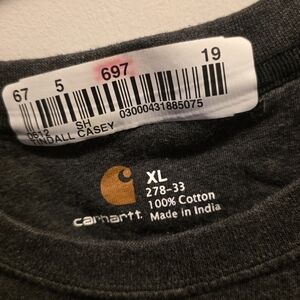 67 5 697 19
03000431885075
0612 SH
TINDALL CASEY
XL
278-33
100% Cotton
carhartt Made in India